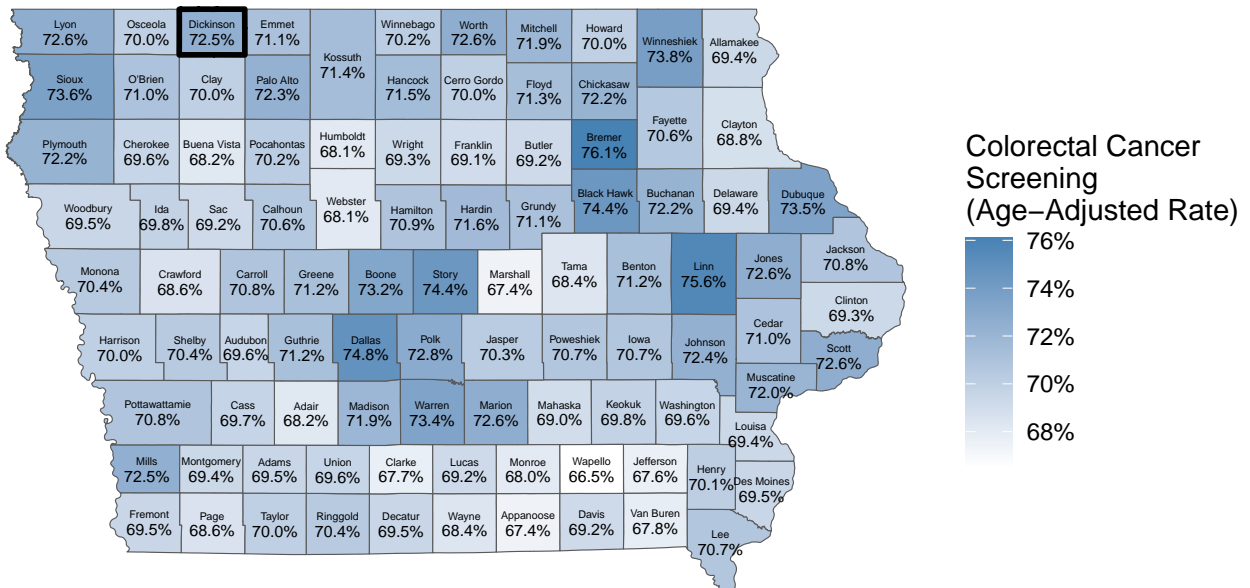 Lyon
72.6%
Osceola
70.0%
Dickinson
72.5%
Emmet
71.1%
Kossuth
71.4%
Winnebago
70.2%
Worth
72.6%
Mitchell
71.9%
Howard
70.0%
Winneshiek
73.8%
Allamakee
69.4%
Sioux
73.6%
O'Brien
71.0%
Clay
70.0%
Palo Alto
72.3%
Hancock
71.5%
Cerro Gordo
70.0%
Floyd
71.3%
Chickasaw
72.2%
Fayette
70.6%
Clayton
68.8%
Plymouth
72.2%
Cherokee
69.6%
Buena Vista
68.2%
Pocahontas
70.2%
Humboldt
68.1%
Wright
69.3%
Franklin
69.1%
Butler
69.2%
Bremer
76.1%
Woodbury
69.5%
Ida
69.8%
Sac
69.2%
Calhoun
70.6%
Webster
68.1%
Hamilton
70.9%
Hardin
71.6%
Grundy
71.1%
Black Hawk
74.4%
Buchanan
72.2%
Delaware
69.4%
Dubuque
73.5%
Monona
70.4%
Crawford
68.6%
Carroll
70.8%
Greene
71.2%
Boone
73.2%
Story
74.4%
Marshall
67.4%
Tama
68.4%
Benton
71.2%
Linn
75.6%
Jones
72.6%
Jackson
70.8%
Clinton
69.3%
Harrison
70.0%
Shelby
70.4%
Audubon
69.6%
Guthrie
71.2%
Dallas
74.8%
Polk
72.8%
Jasper
70.3%
Poweshiek
70.7%
Iowa
70.7%
Johnson
72.4%
Cedar
71.0%
Scott
72.6%
Muscatine
72.0%
Pottawattamie
70.8%
Cass
69.7%
Adair
68.2%
Madison
71.9%
Warren
73.4%
Marion
72.6%
Mahaska
69.0%
Keokuk
69.8%
Washington
69.6%
Louisa
69.4%
Mills
72.5%
Montgomery
69.4%
Adams
69.5%
Union
69.6%
Clarke
67.7%
Lucas
69.2%
Monroe
68.0%
Wapello
66.5%
Jefferson
67.6%
Henry
70.1%
Des Moines
69.5%
Fremont
69.5%
Page
68.6%
Taylor
70.0%
Ringgold
70.4%
Decatur
69.5%
Wayne
68.4%
Appanoose
67.4%
Davis
69.2%
Van Buren
67.8%
Lee
70.7%
Colorectal Cancer
Screening
(Age−Adjusted Rate)
76%
74%
72%
70%
68%